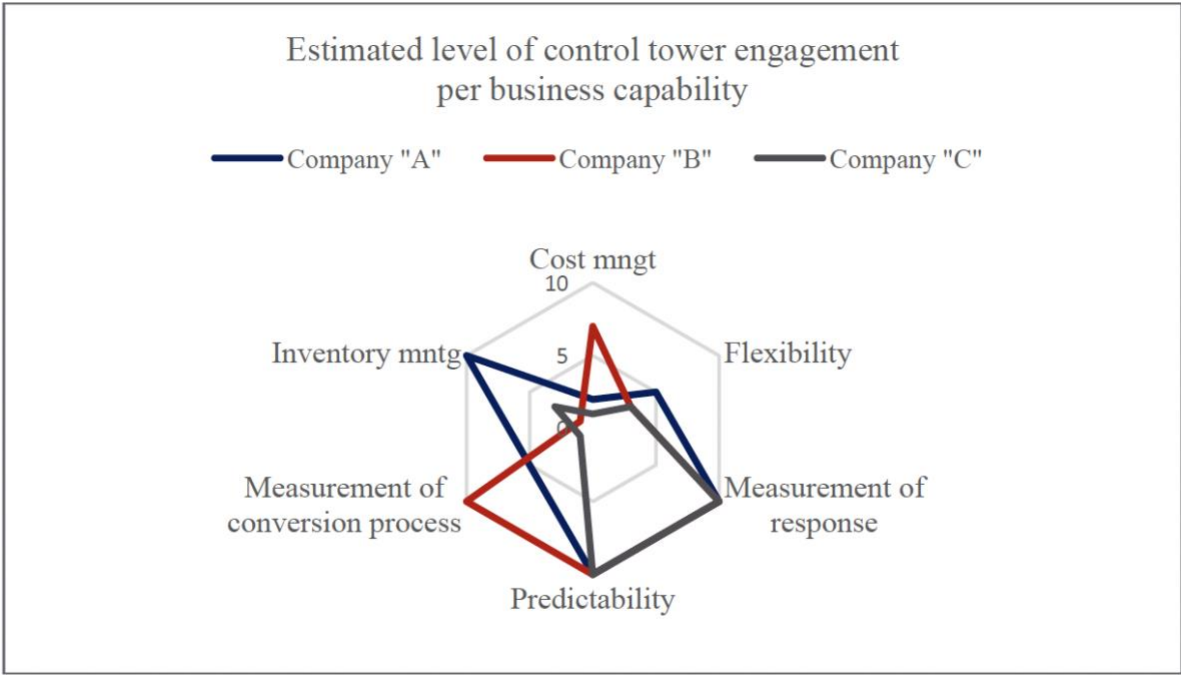 Estimated level of control tower engagement
per business capability
Company "A"
Company "B"
Company "C"
Cost mngt
10
Inventory mntg
5
Flexibility
0
Measurement of
conversion process
Measurement of
response
Predictability